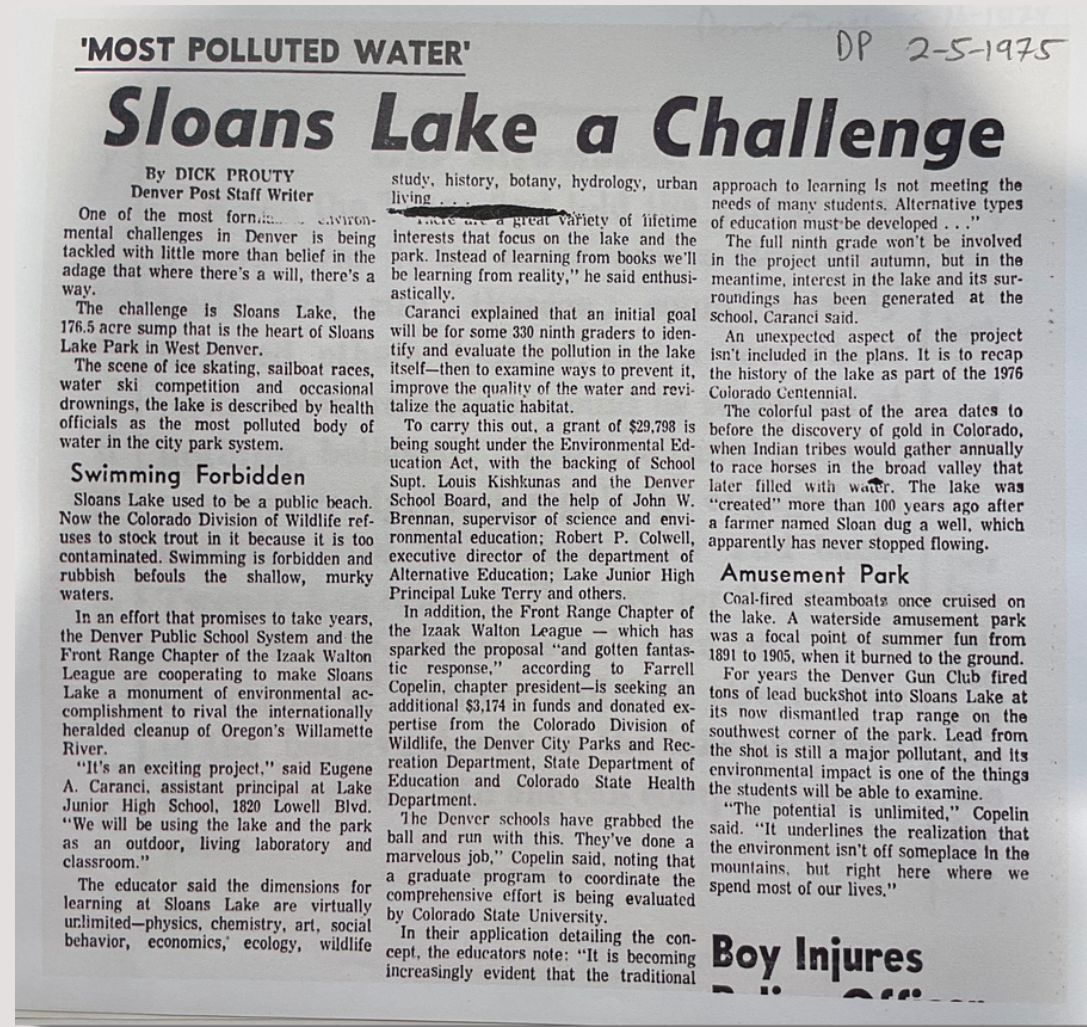 'MOST POLLUTED WATER'
DP 2-5-1975
Sloans Lake a Challenge
By DICK PROUTY
Denver Post Staff Writer
One of the most environ-
mental challenges in Denver is being
tackled with little more than belief in the
adage that where there's a will, there's a
way.
The challenge is Sloans Lake, the
176.5 acre sump that is the heart of Sloans
Lake Park in West Denver.
The scene of ice skating, sailboat races,
water ski competition and occasional
drownings, the lake is described by health
officials as the most polluted body of
water in the city park system.
Swimming Forbidden
Sloans Lake used to be a public beach.
Now the Colorado Division of Wildlife ref-
uses to stock trout in it because it is too
contaminated. Swimming is forbidden and
rubbish befouls the shallow, murky
waters.
In an effort that promises to take years,
the Denver Public School System and the
Front Range Chapter of the Izaak Walton
League are cooperating to make Sloans
Lake a monument of environmental ac-
complishment to rival the internationally
heralded cleanup of Oregon's Willamette
River.
"It's an exciting project," said Eugene
A. Caranci, assistant principal at Lake
Junior High School, 1820 Lowell Blvd.
"We will be using the lake and the park
as an outdoor, living laboratory and
classroom."
The educator said the dimensions for
learning at Sloans Lake are virtually
unlimited—physics, chemistry, art, social
behavior, economics, ecology, wildlife
study, history, botany, hydrology, urban
living . . .
There are a great variety of lifetime
interests that focus on the lake and the
park. Instead of learning from books we'll
be learning from reality," he said enthusi-
astically.
Caranci explained that an initial goal
will be for some 330 ninth graders to iden-
tify and evaluate the pollution in the lake
itself—then to examine ways to prevent it,
improve the quality of the water and revi-
talize the aquatic habitat.
To carry this out, a grant of $29,798 is
being sought under the Environmental Ed-
ucation Act, with the backing of School
Supt. Louis Kishkunas and the Denver
School Board, and the help of John W.
Brennan, supervisor of science and envi-
ronmental education; Robert P. Colwell,
executive director of the department of
Alternative Education; Lake Junior High
Principal Luke Terry and others.
In addition, the Front Range Chapter of
the Izaak Walton League — which has
sparked the proposal "and gotten fantas-
tic response," according to Farrell
Copelin, chapter president—is seeking an
additional $3,174 in funds and donated ex-
pertise from the Colorado Division of
Wildlife, the Denver City Parks and Rec-
reation Department, State Department of
Education and Colorado State Health
Department.
"The Denver schools have grabbed the
ball and run with this. They've done a
marvelous job," Copelin said, noting that
a graduate program to coordinate the
comprehensive effort is being evaluated
by Colorado State University.
In their application detailing the con-
cept, the educators note: "It is becoming
increasingly evident that the traditional
approach to learning is not meeting the
needs of many students. Alternative types
of education must be developed . . ."
The full ninth grade won't be involved
in the project until autumn, but in the
meantime, interest in the lake and its sur-
roundings has been generated at the
school, Caranci said.
An unexpected aspect of the project
isn't included in the plans. It is to recap
the history of the lake as part of the 1976
Colorado Centennial.
The colorful past of the area dates to
before the discovery of gold in Colorado,
when Indian tribes would gather annually
to race horses in the broad valley that
later filled with water. The lake was
"created" more than 100 years ago after
a farmer named Sloan dug a well, which
apparently has never stopped flowing.
Amusement Park
Coal-fired steamboats once cruised on
the lake. A waterside amusement park
was a focal point of summer fun from
1891 to 1905, when it burned to the ground.
For years the Denver Gun Club fired
tons of lead buckshot into Sloans Lake at
its now dismantled trap range on the
southwest corner of the park. Lead from
the shot is still a major pollutant, and its
environmental impact is one of the things
the students will be able to examine.
"The potential is unlimited," Copelin
said. "It underlines the realization that
the environment isn't off someplace in the
mountains, but right here where we
spend most of our lives."
Boy Injures